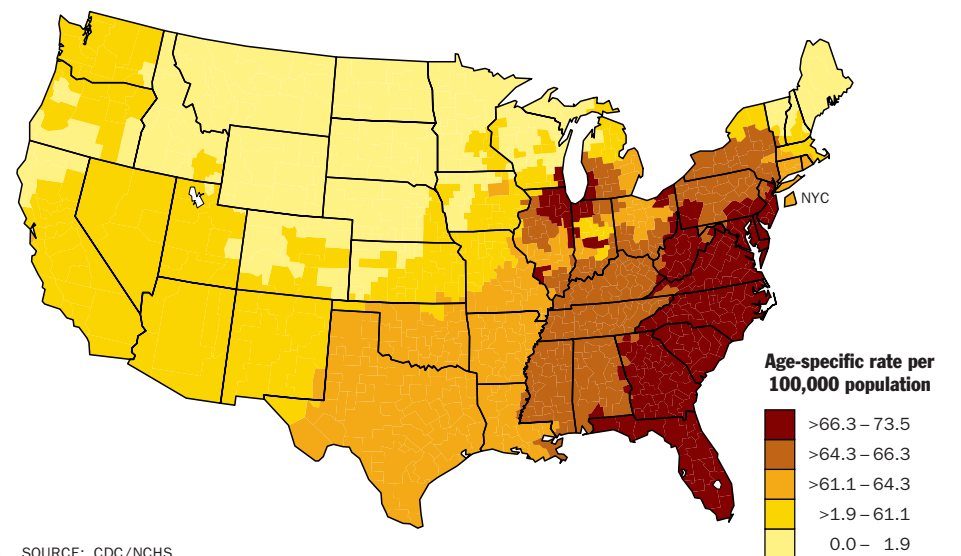 NYC
Age-specific rate per
100,000 population
>66.3 – 73.5
>64.3 – 66.3
>61.1 – 64.3
>1.9 – 61.1
0.0 – 1.9
SOURCE: CDC/NCHS